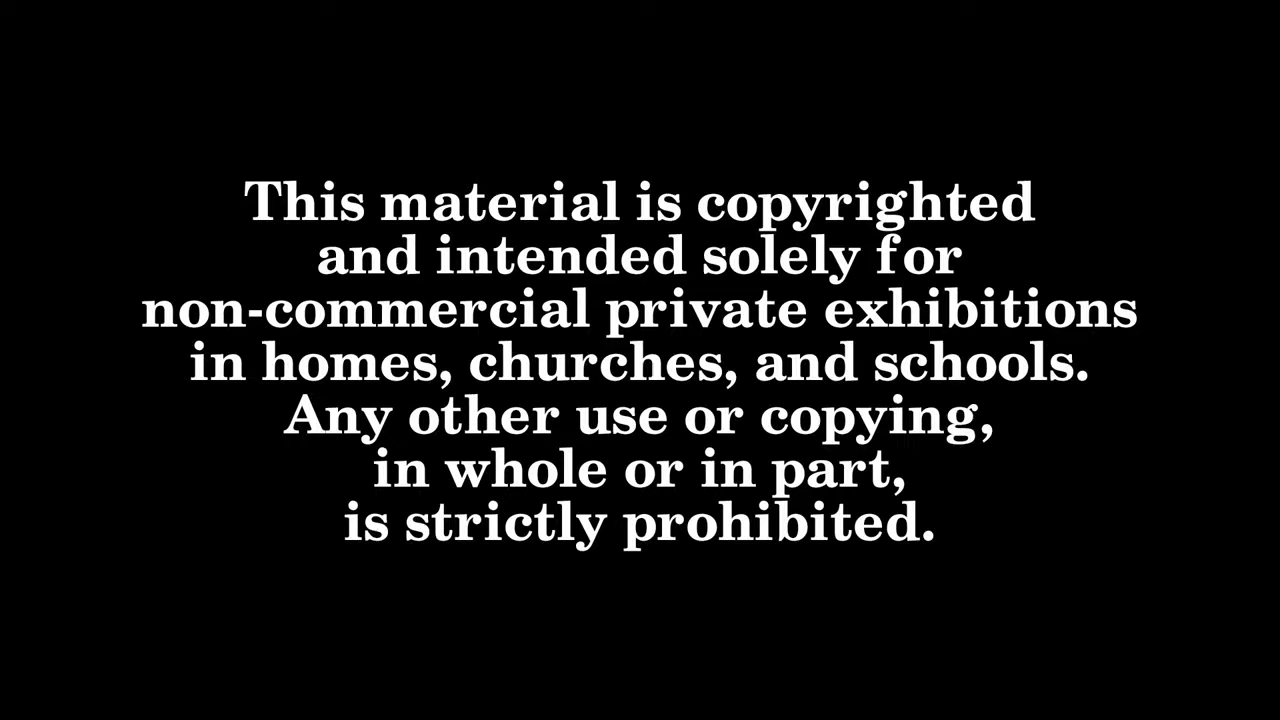 This material is copyrighted
and intended solely for
non-commercial private exhibitions
in homes, churches, and schools.
Any other use or copying,
in whole or in part,
is strictly prohibited.